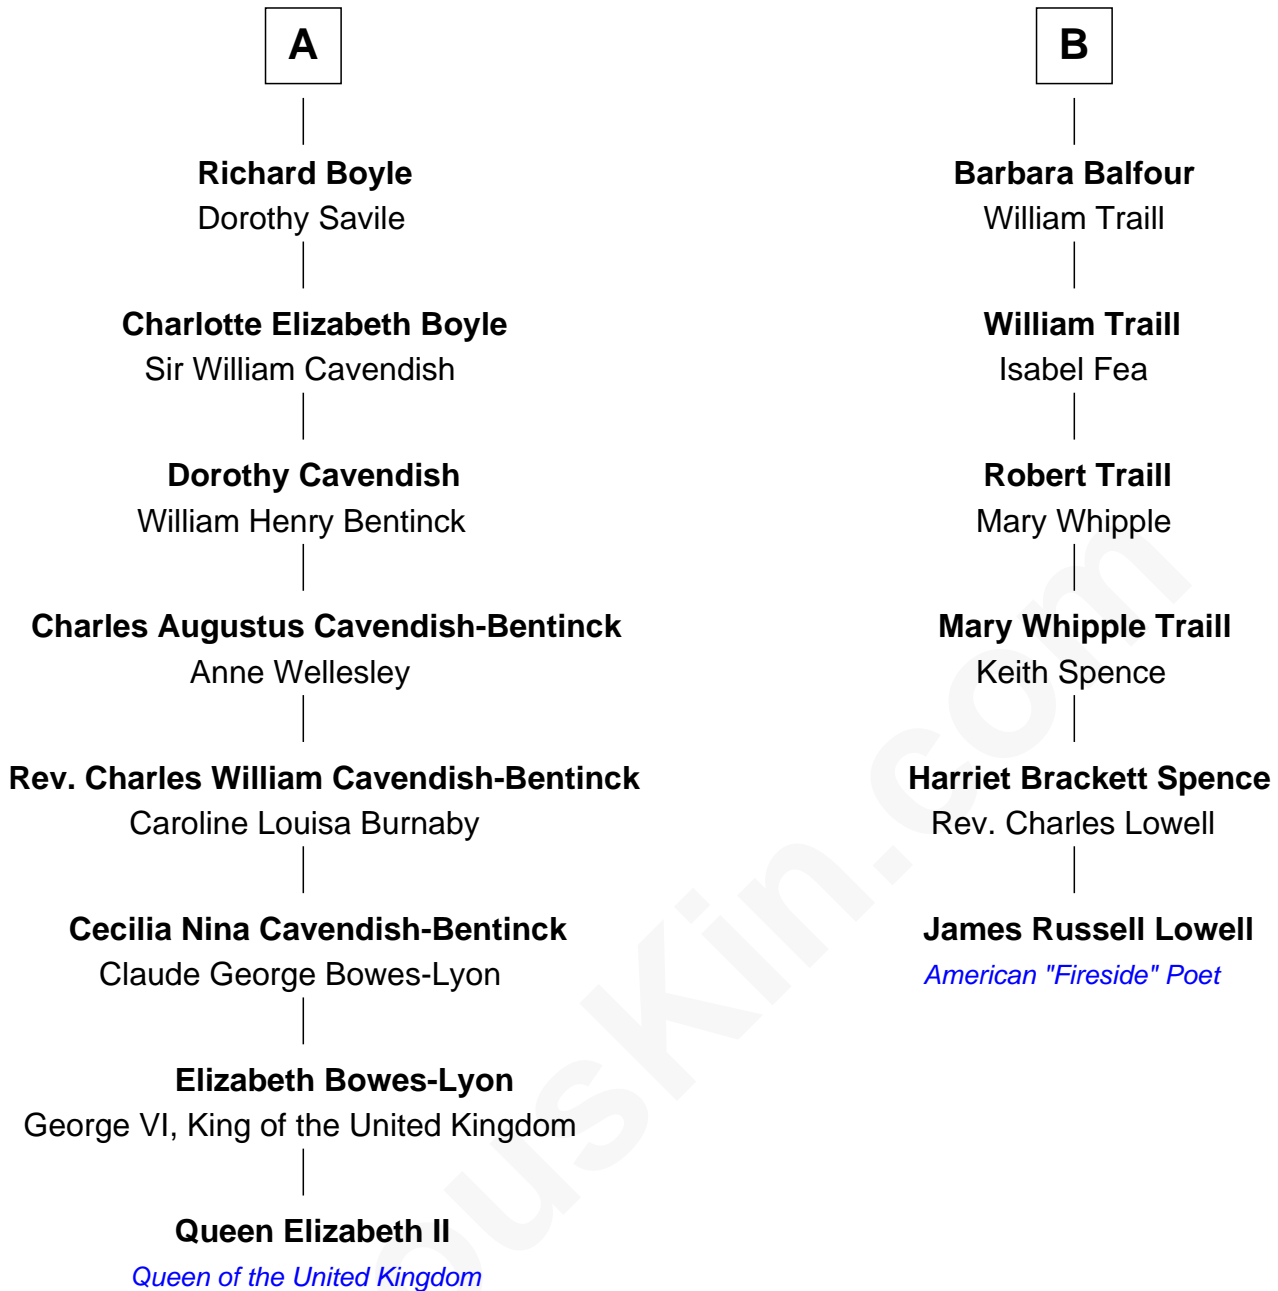 A
Richard Boyle
Dorothy Savile
Charlotte Elizabeth Boyle
Sir William Cavendish
Dorothy Cavendish
William Henry Bentinck
Charles Augustus Cavendish-Bentinck
Anne Wellesley
Rev. Charles William Cavendish-Bentinck
Caroline Louisa Burnaby
Cecilia Nina Cavendish-Bentinck
Claude George Bowes-Lyon
Elizabeth Bowes-Lyon
George VI, King of the United Kingdom
Queen Elizabeth II
Queen of the United Kingdom
B
Barbara Balfour
William Traill
William Traill
Isabel Fea
Robert Traill
Mary Whipple
Mary Whipple Traill
Keith Spence
Harriet Brackett Spence
Rev. Charles Lowell
James Russell Lowell
American "Fireside" Poet